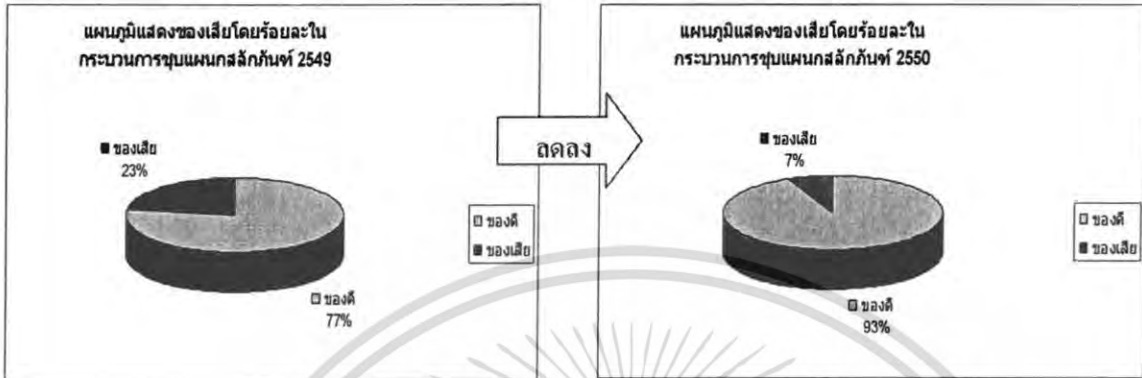 แผนภูมิแสดงของเสียโดยร้อยละใน
กระบวนการชุบแผนกสลักภันฑ์ 2549
ของเสีย
23%
ของดี
77%
ของดี
ของเสีย
ลดลง
แผนภูมิแสดงของเสียโดยร้อยละใน
กระบวนการชุบแผนกสลักภันฑ์ 2550
ของเสีย
7%
ของดี
93%
ของดี
ของเสีย